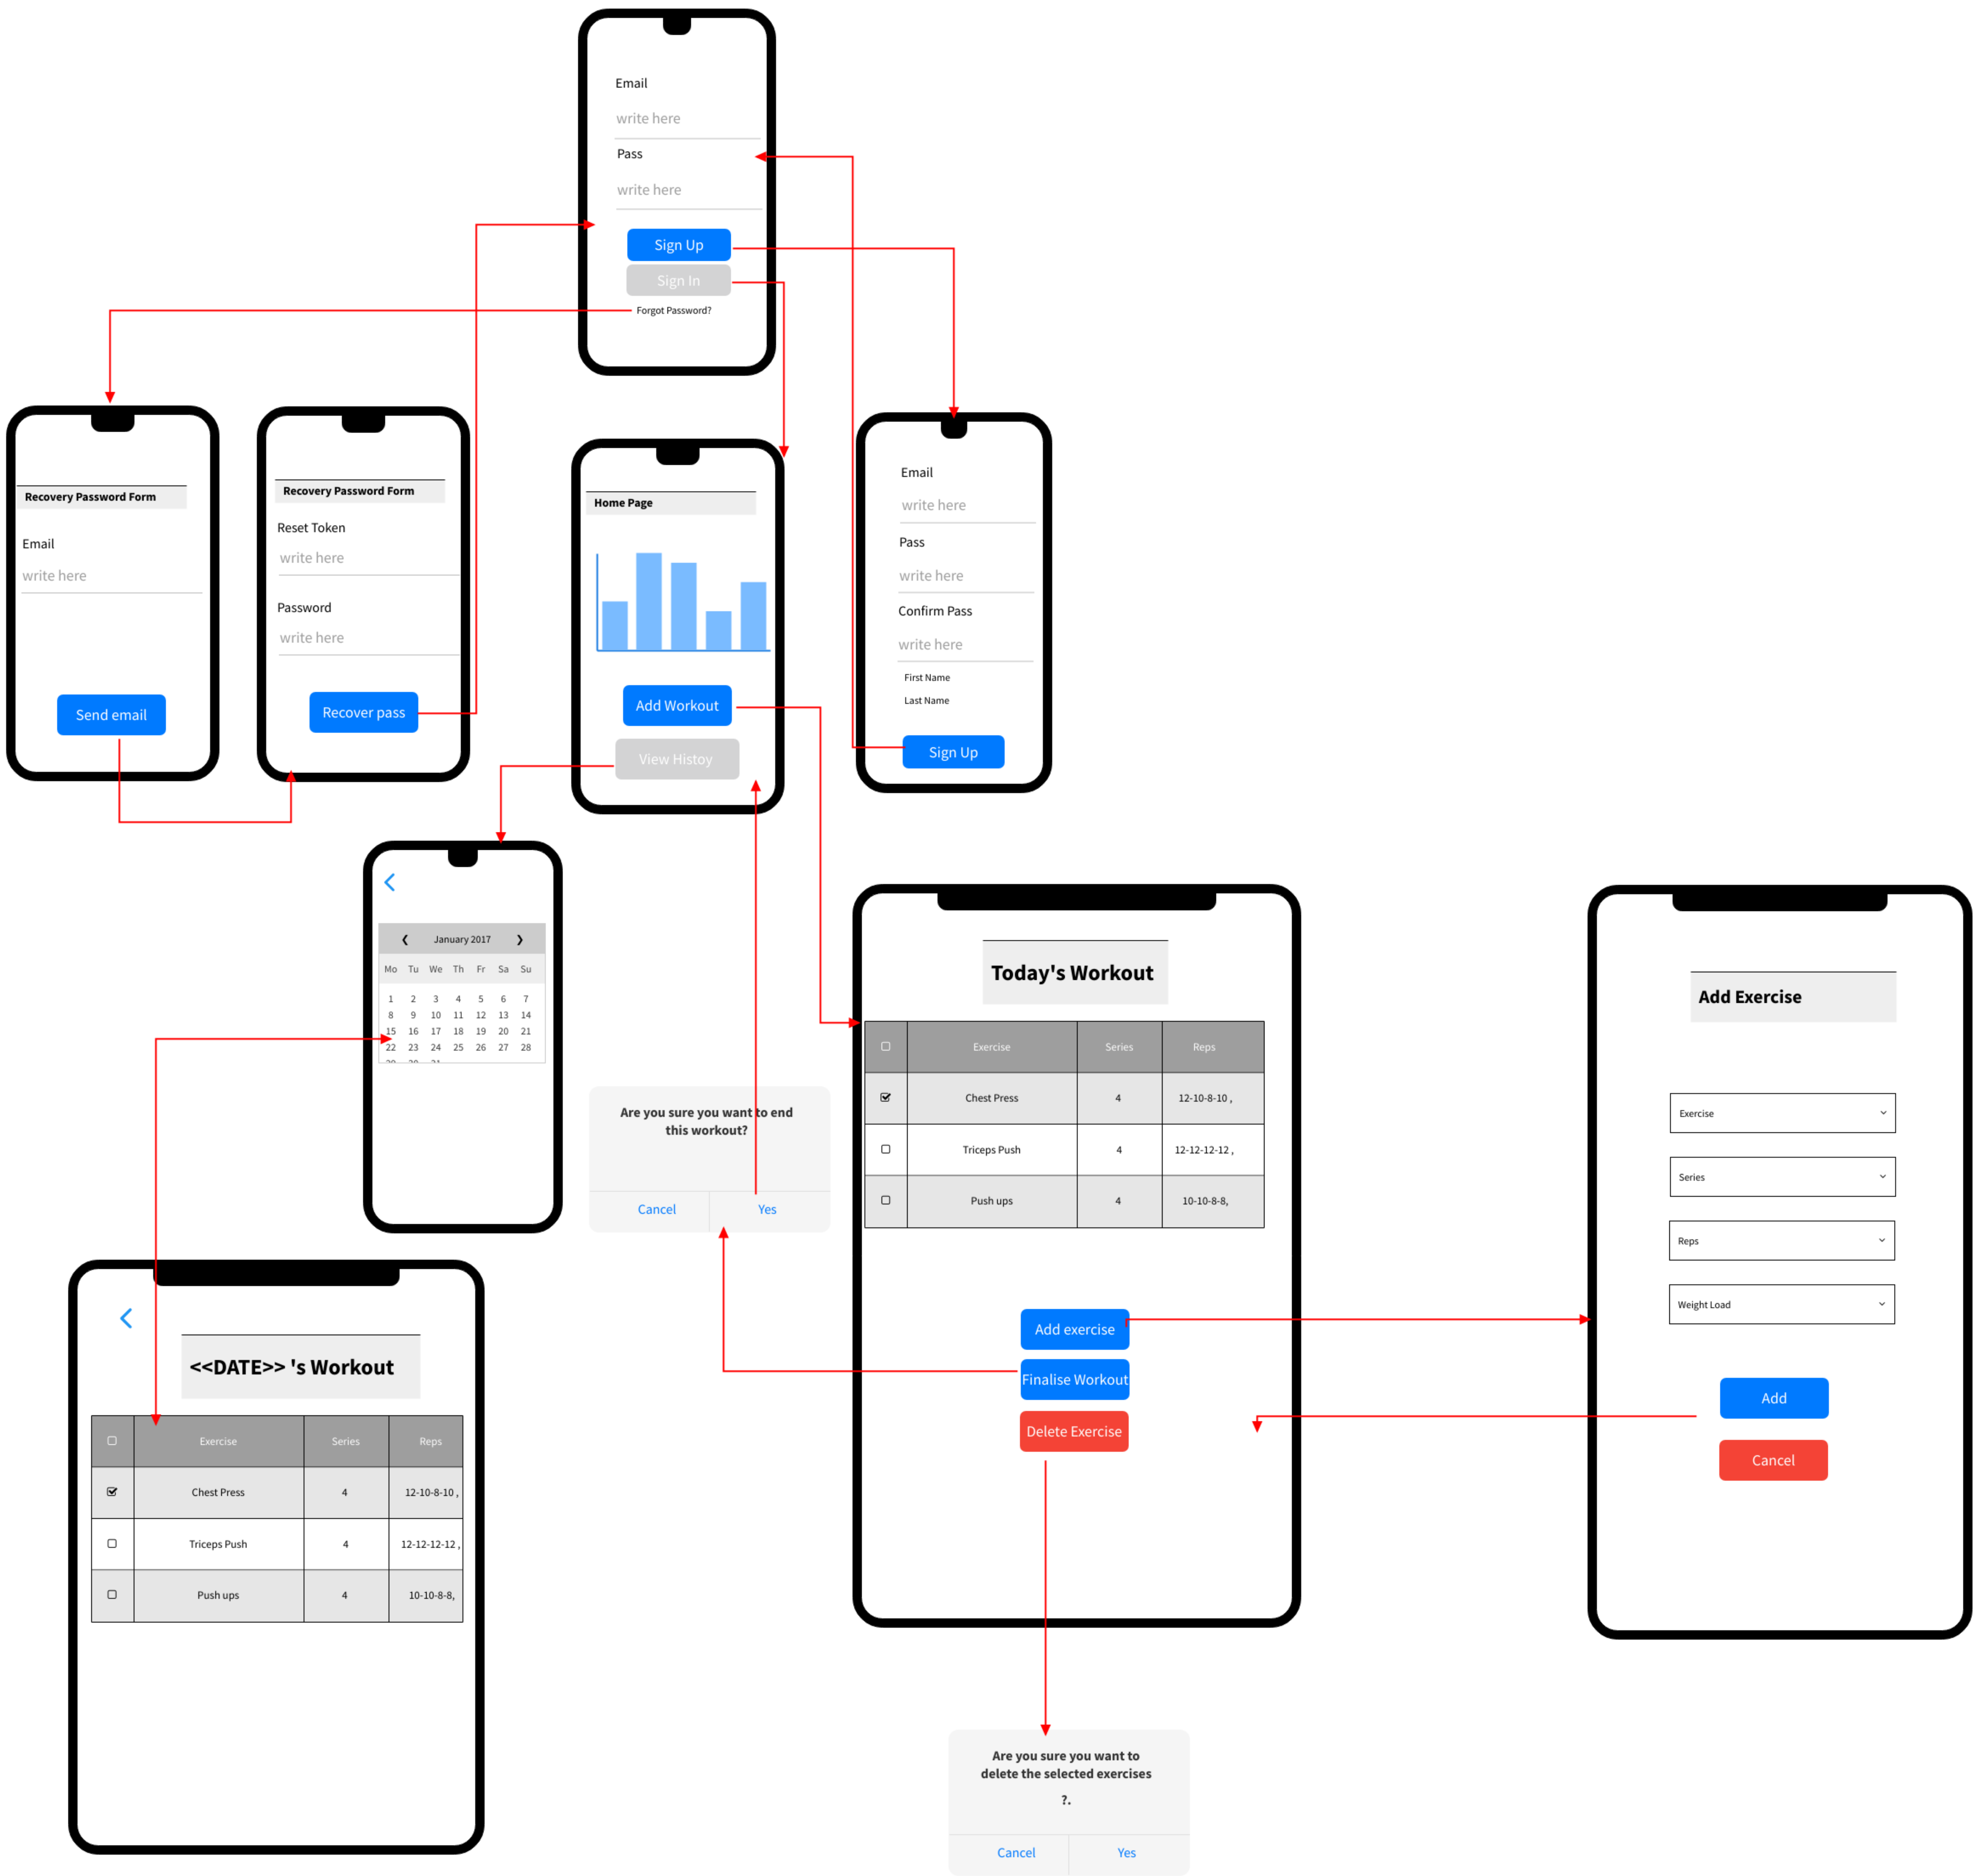 Email
write here
Pass
write here
Sign Up
Sign In
Forgot Password?
Recovery Password Form
Email
write here
Send email
Recovery Password Form
Reset Token
write here
Password
write here
Recover pass
Home Page
Add Workout
View Histoy
Email
write here
Pass
write here
Confirm Pass
write here
First Name
Last Name
Sign Up
January 2017
Mo Tu We Th Fr Sa Su
1 2 3 4 5 6 7
8 9 10 11 12 13 14
15 16 17 18 19 20 21
22 23 24 25 26 27 28
29 30 31
Are you sure you want to end
this workout?
Cancel Yes
Today's Workout
Exercise Series Reps
Chest Press 4 12-10-8-10 ,
Triceps Push 4 12-12-12-12 ,
Push ups 4 10-10-8-8,
Add exercise
Finalise Workout
Delete Exercise
Add Exercise
Exercise
Series
Reps
Weight Load
Add
Cancel
<<DATE>> 's Workout
Exercise Series Reps
Chest Press 4 12-10-8-10 ,
Triceps Push 4 12-12-12-12 ,
Push ups 4 10-10-8-8,
Are you sure you want to
delete the selected exercises
?.
Cancel Yes